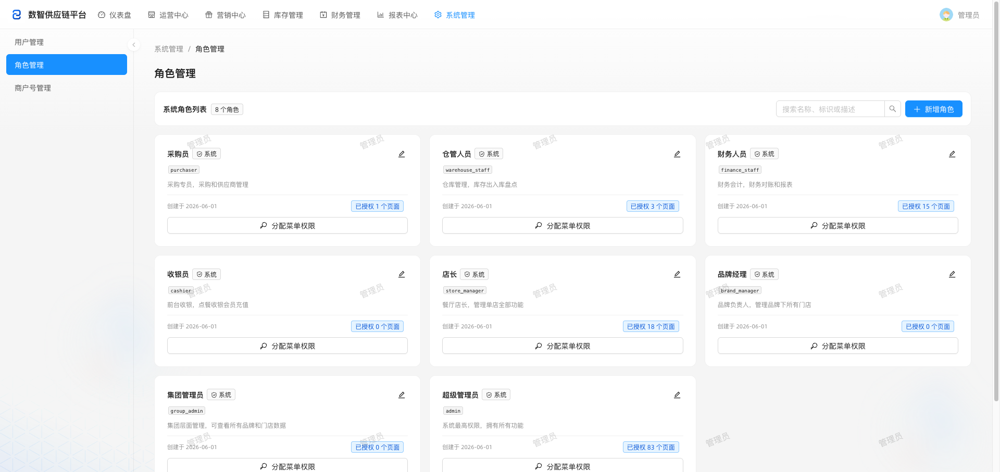 数智供应链平台 仪表盘 运营中心 营销中心 库存管理 财务管理 报表中心 系统管理 管理员
用户管理
角色管理
商户号管理
系统管理 / 角色管理
角色管理
系统角色列表 8 个角色 搜索名称、标识或描述 新增角色
采购员 系统
purchaser
采购专员，采购和供应商管理
创建于 2026-06-01 已授权 1 个页面
分配菜单权限
仓管人员 系统
warehouse_staff
仓库管理，库存出入库盘点
创建于 2026-06-01 已授权 3 个页面
分配菜单权限
财务人员 系统
finance_staff
财务会计，财务对账和报表
创建于 2026-06-01 已授权 15 个页面
分配菜单权限
管理员 管理员 管理员 管理员 管理员
收银员 系统
cashier
前台收银，点餐收银会员充值
创建于 2026-06-01 已授权 0 个页面
分配菜单权限
店长 系统
store_manager
餐厅店长，管理单店全部功能
创建于 2026-06-01 已授权 18 个页面
分配菜单权限
品牌经理 系统
brand_manager
品牌负责人，管理品牌下所有门店
创建于 2026-06-01 已授权 0 个页面
分配菜单权限
管理员 管理员 管理员 管理员 管理员
集团管理员 系统
group_admin
集团层面管理，可查看所有品牌和门店数据
创建于 2026-06-01 已授权 0 个页面
分配菜单权限
超级管理员 系统
admin
系统最高权限，拥有所有功能
创建于 2026-06-01 已授权 83 个页面
分配菜单权限
管理员 管理员 管理员 管理员 管理员